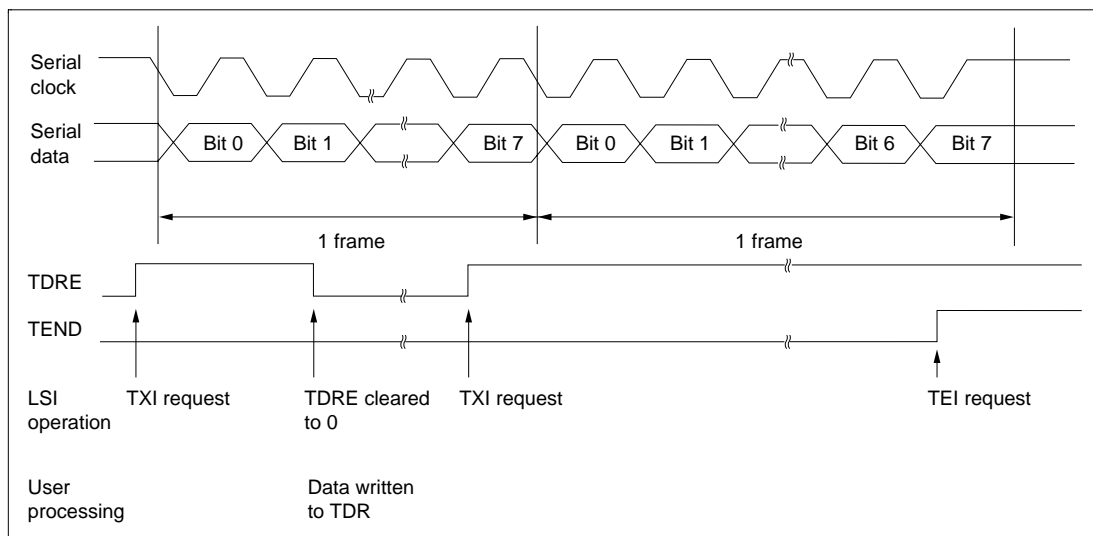 Serial
clock
Serial
data
Bit 0
Bit 1
Bit 7
Bit 0
Bit 1
Bit 6
Bit 7
1 frame
1 frame
TDRE
TEND
LSI
operation
TXI request
TDRE cleared
to 0
TXI request
TEI request
User
processing
Data written
to TDR